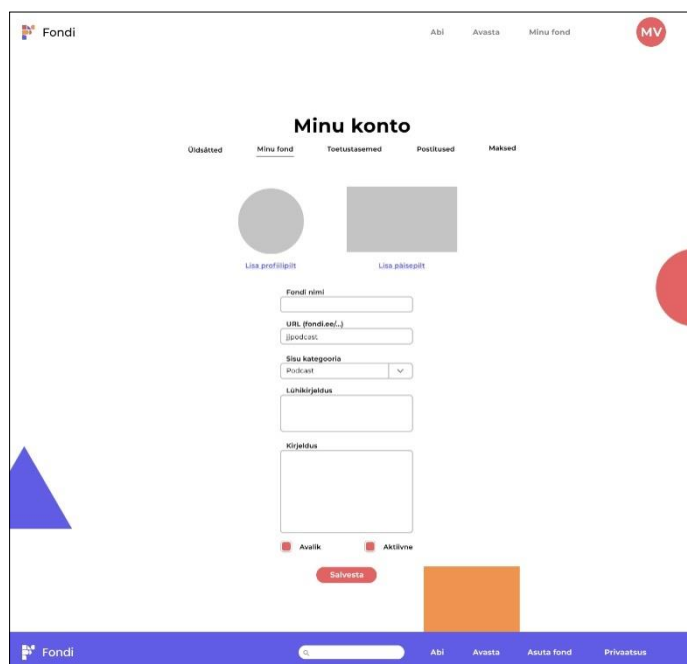 Fondi Abi Avasta Minu fond MV
Minu konto
Üldsätted Minu fond Toetustasemed Postitused Maksed
Lisa profiilipilt Lisa päisepilt
Fondi nimi
URL (fondi.ee/...)
jjpodcast
Sisu kategooria
Podcast
Lühikirjeldus
Kirjeldus
Avalik Aktiivne
Salvesta
Fondi Abi Avasta Asuta fond Privaatsus